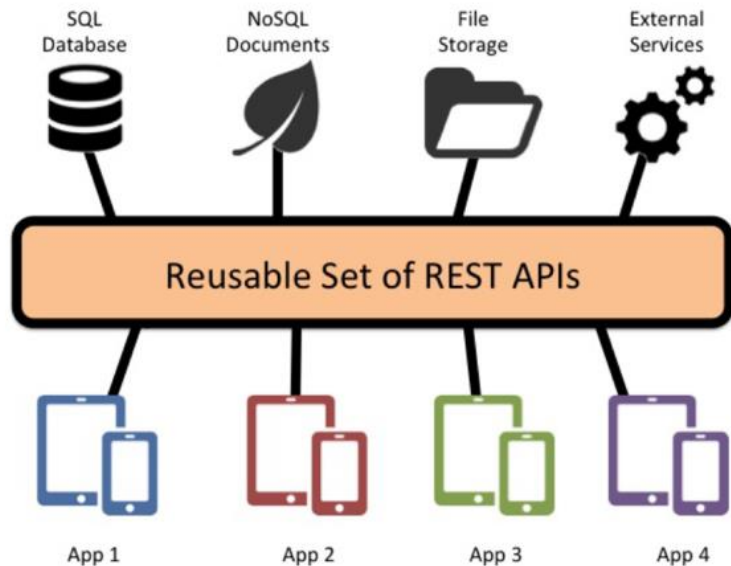 SQL
Database
NoSQL
Documents
File
Storage
External
Services
Reusable Set of REST APIs
App 1
App 2
App 3
App 4